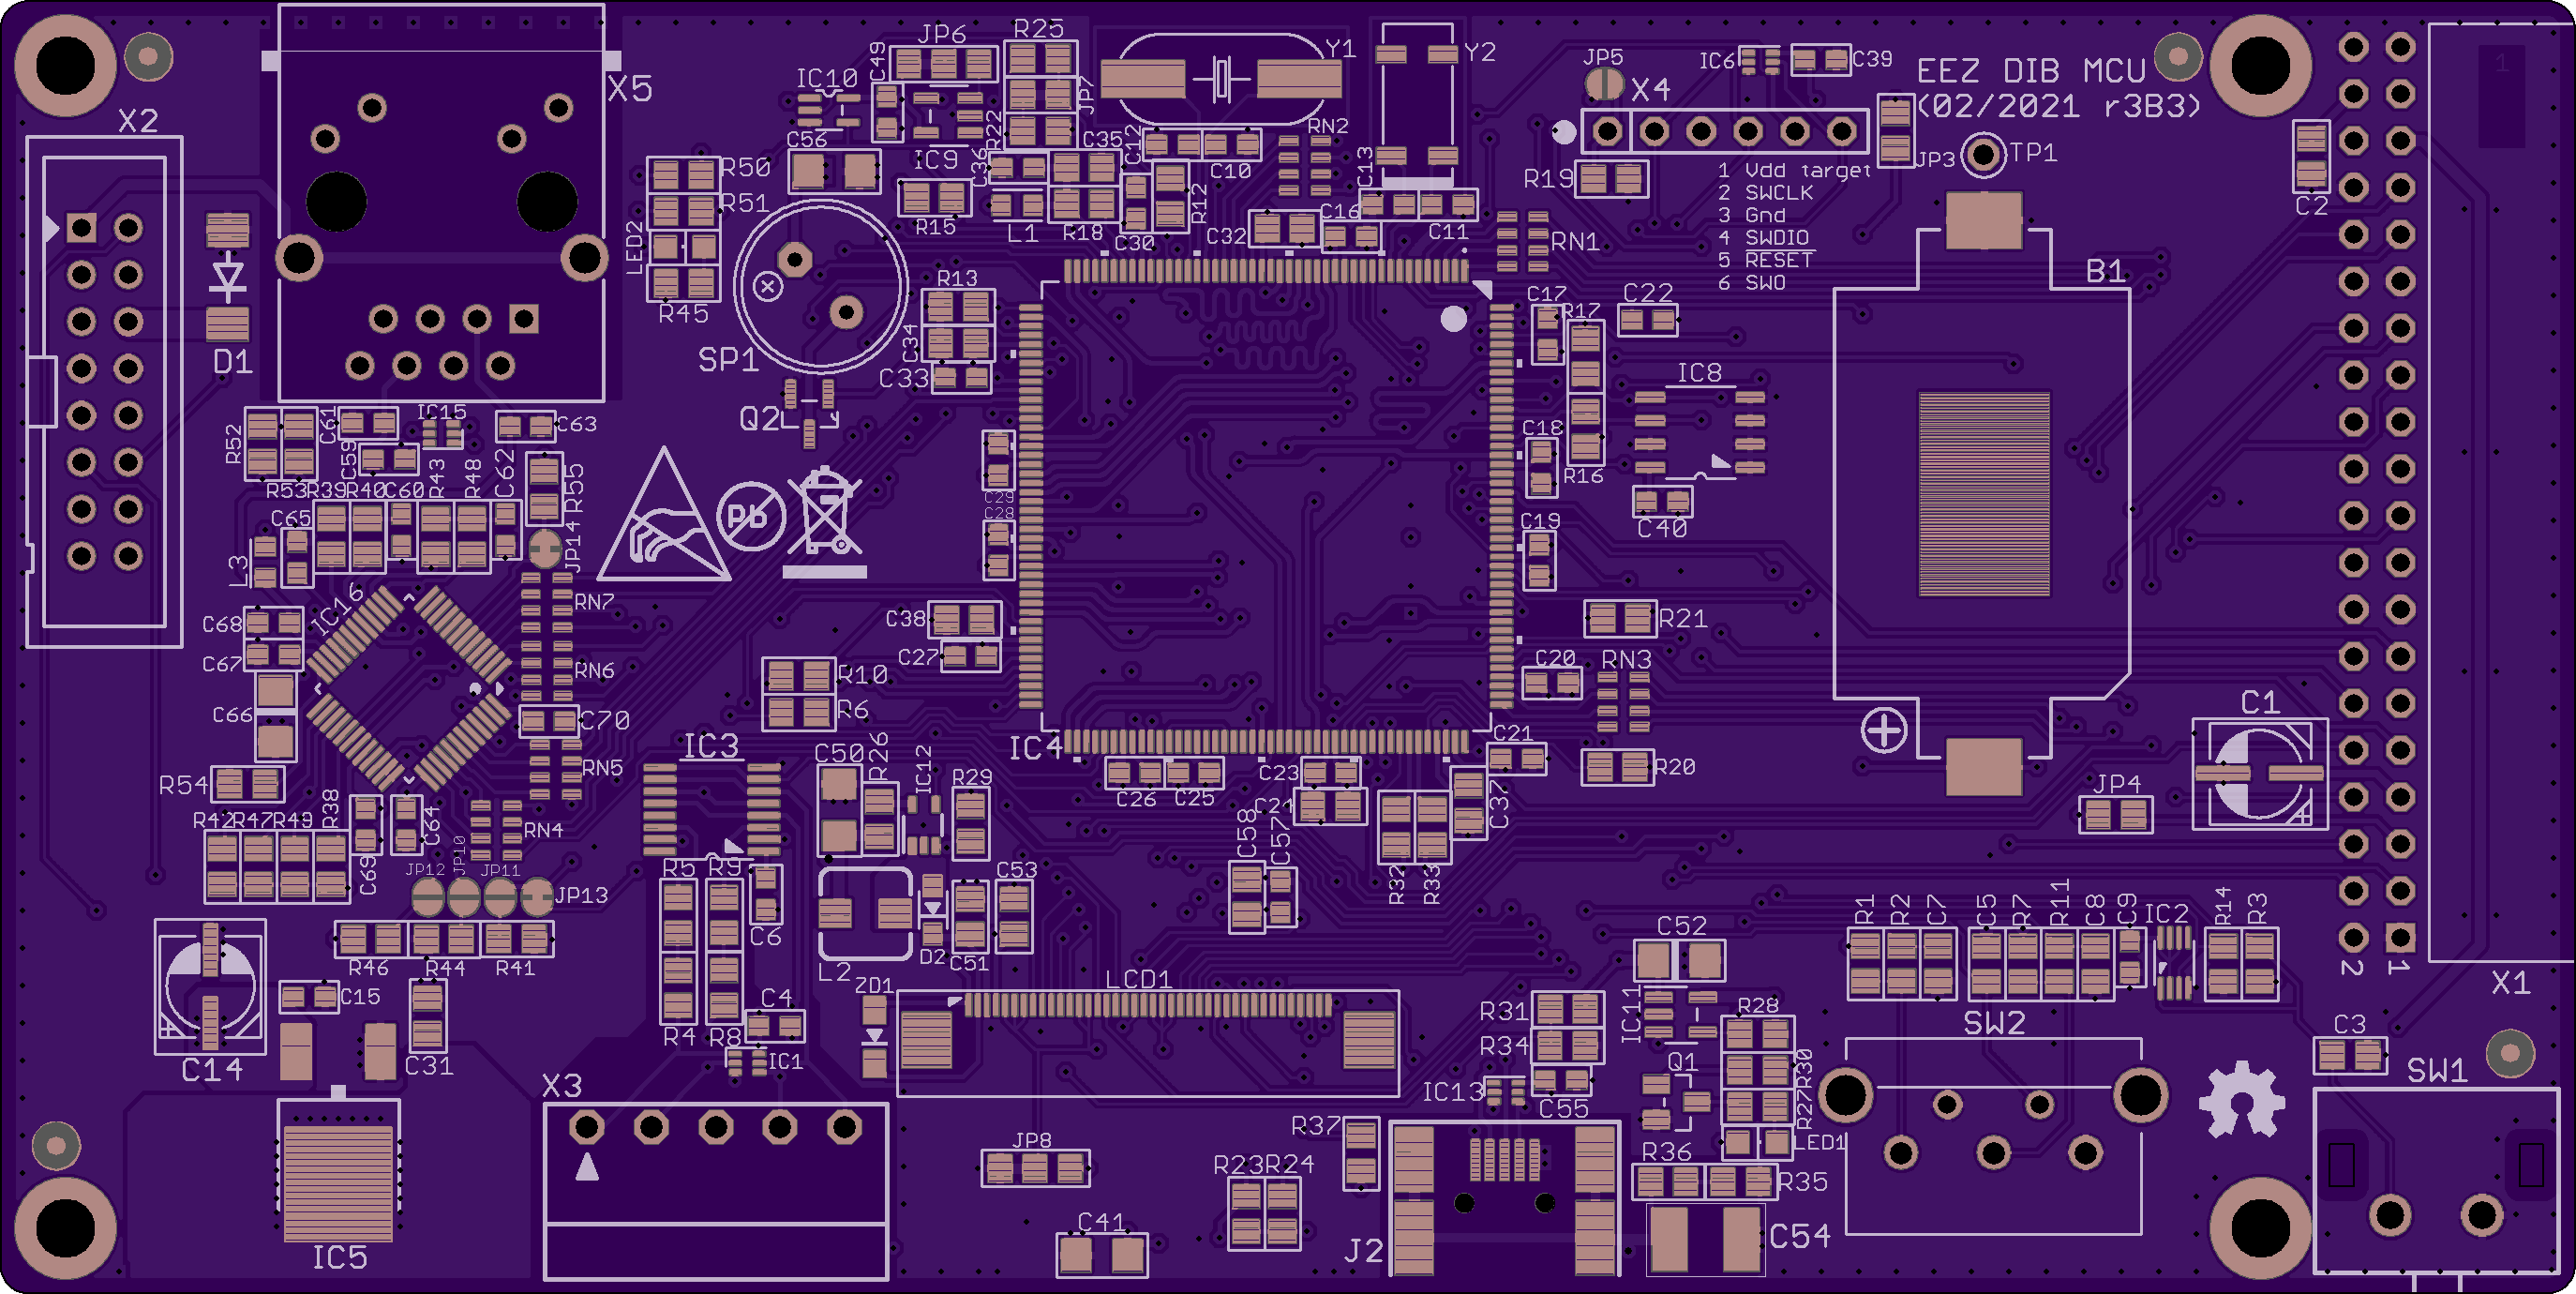 JP6
R25
C49
Y1
Y2
JP5
IC6
C39
EEZ DIB MCU
(02/2021 r3B3)
X5
IC10
JP7
X4
X2
R22
C12
RN2
C56
IC9
C36
C35
C10
C13
JP3
TP1
R50
R19
1 Vdd target
2 SWCLK
3 Gnd
4 SWDIO
5 RESET
6 SWO
R51
R15
L1
R18
C30
R12
C32
C16
C11
C2
LED2
RN1
R45
R13
B1
C17
R17
C22
D1
SP1
C34
C33
IC8
Q2
R52
C61
IC15
C63
C59
R43
R48
C62
R55
C18
R16
R53
R39
R40
C60
C29
C28
Pb
C65
C19
C40
L3
JP14
IC16
RN7
C68
C38
R21
C67
RN6
C27
C20
RN3
R10
C66
C70
R6
C1
IC3
IC4
C21
C50
R26
IC12
R54
RN5
R29
C26
C25
C23
R20
JP4
C24
C37
R42
R47
R49
R38
C64
RN4
C58
C57
C69
JP12
JP10
JP11
JP13
R5
R9
C53
R32
R33
R1
R2
C7
C5
R7
R11
C8
C9
IC2
R14
R3
C6
C52
R46
R44
R41
L2
D2
C51
2
1
C15
ZD1
LCD1
X1
R31
IC11
R28
SW2
C4
R4
R8
C14
C31
IC1
R34
Q1
R30
C3
SW1
X3
IC13
C55
R27
R37
JP8
LED1
R23
R24
R36
R35
C41
IC5
J2
C54